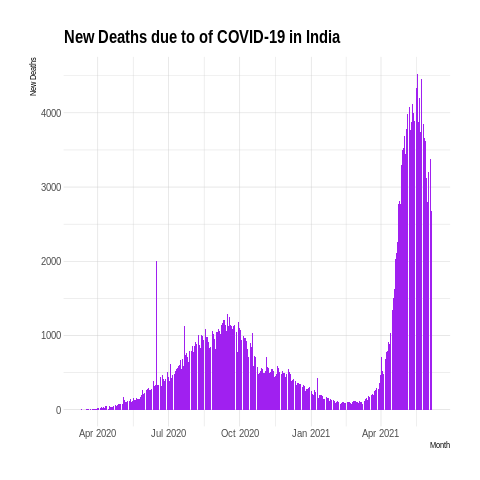 New Deaths due to of COVID-19 in India
New Deaths
4000
3000
2000
1000
0
Apr 2020 Jul 2020 Oct 2020 Jan 2021 Apr 2021
Month